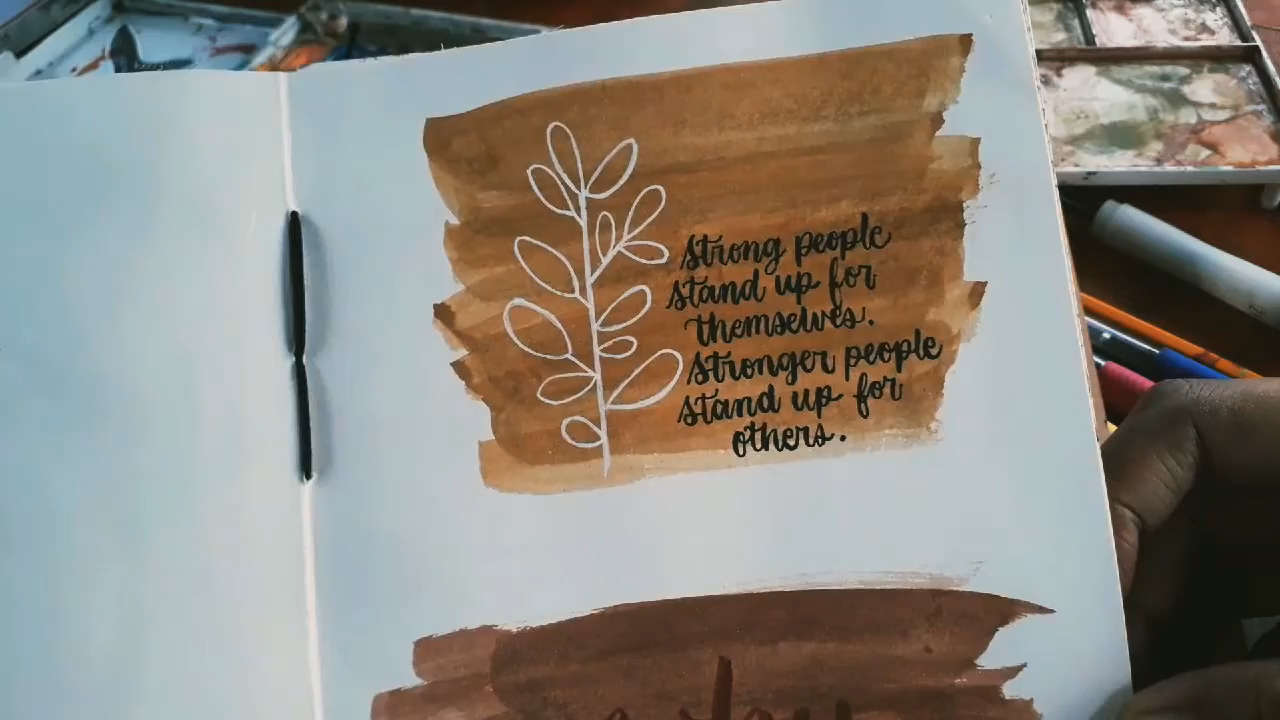 strong people
stand up for
themselves.
stronger people
stand up for
others.